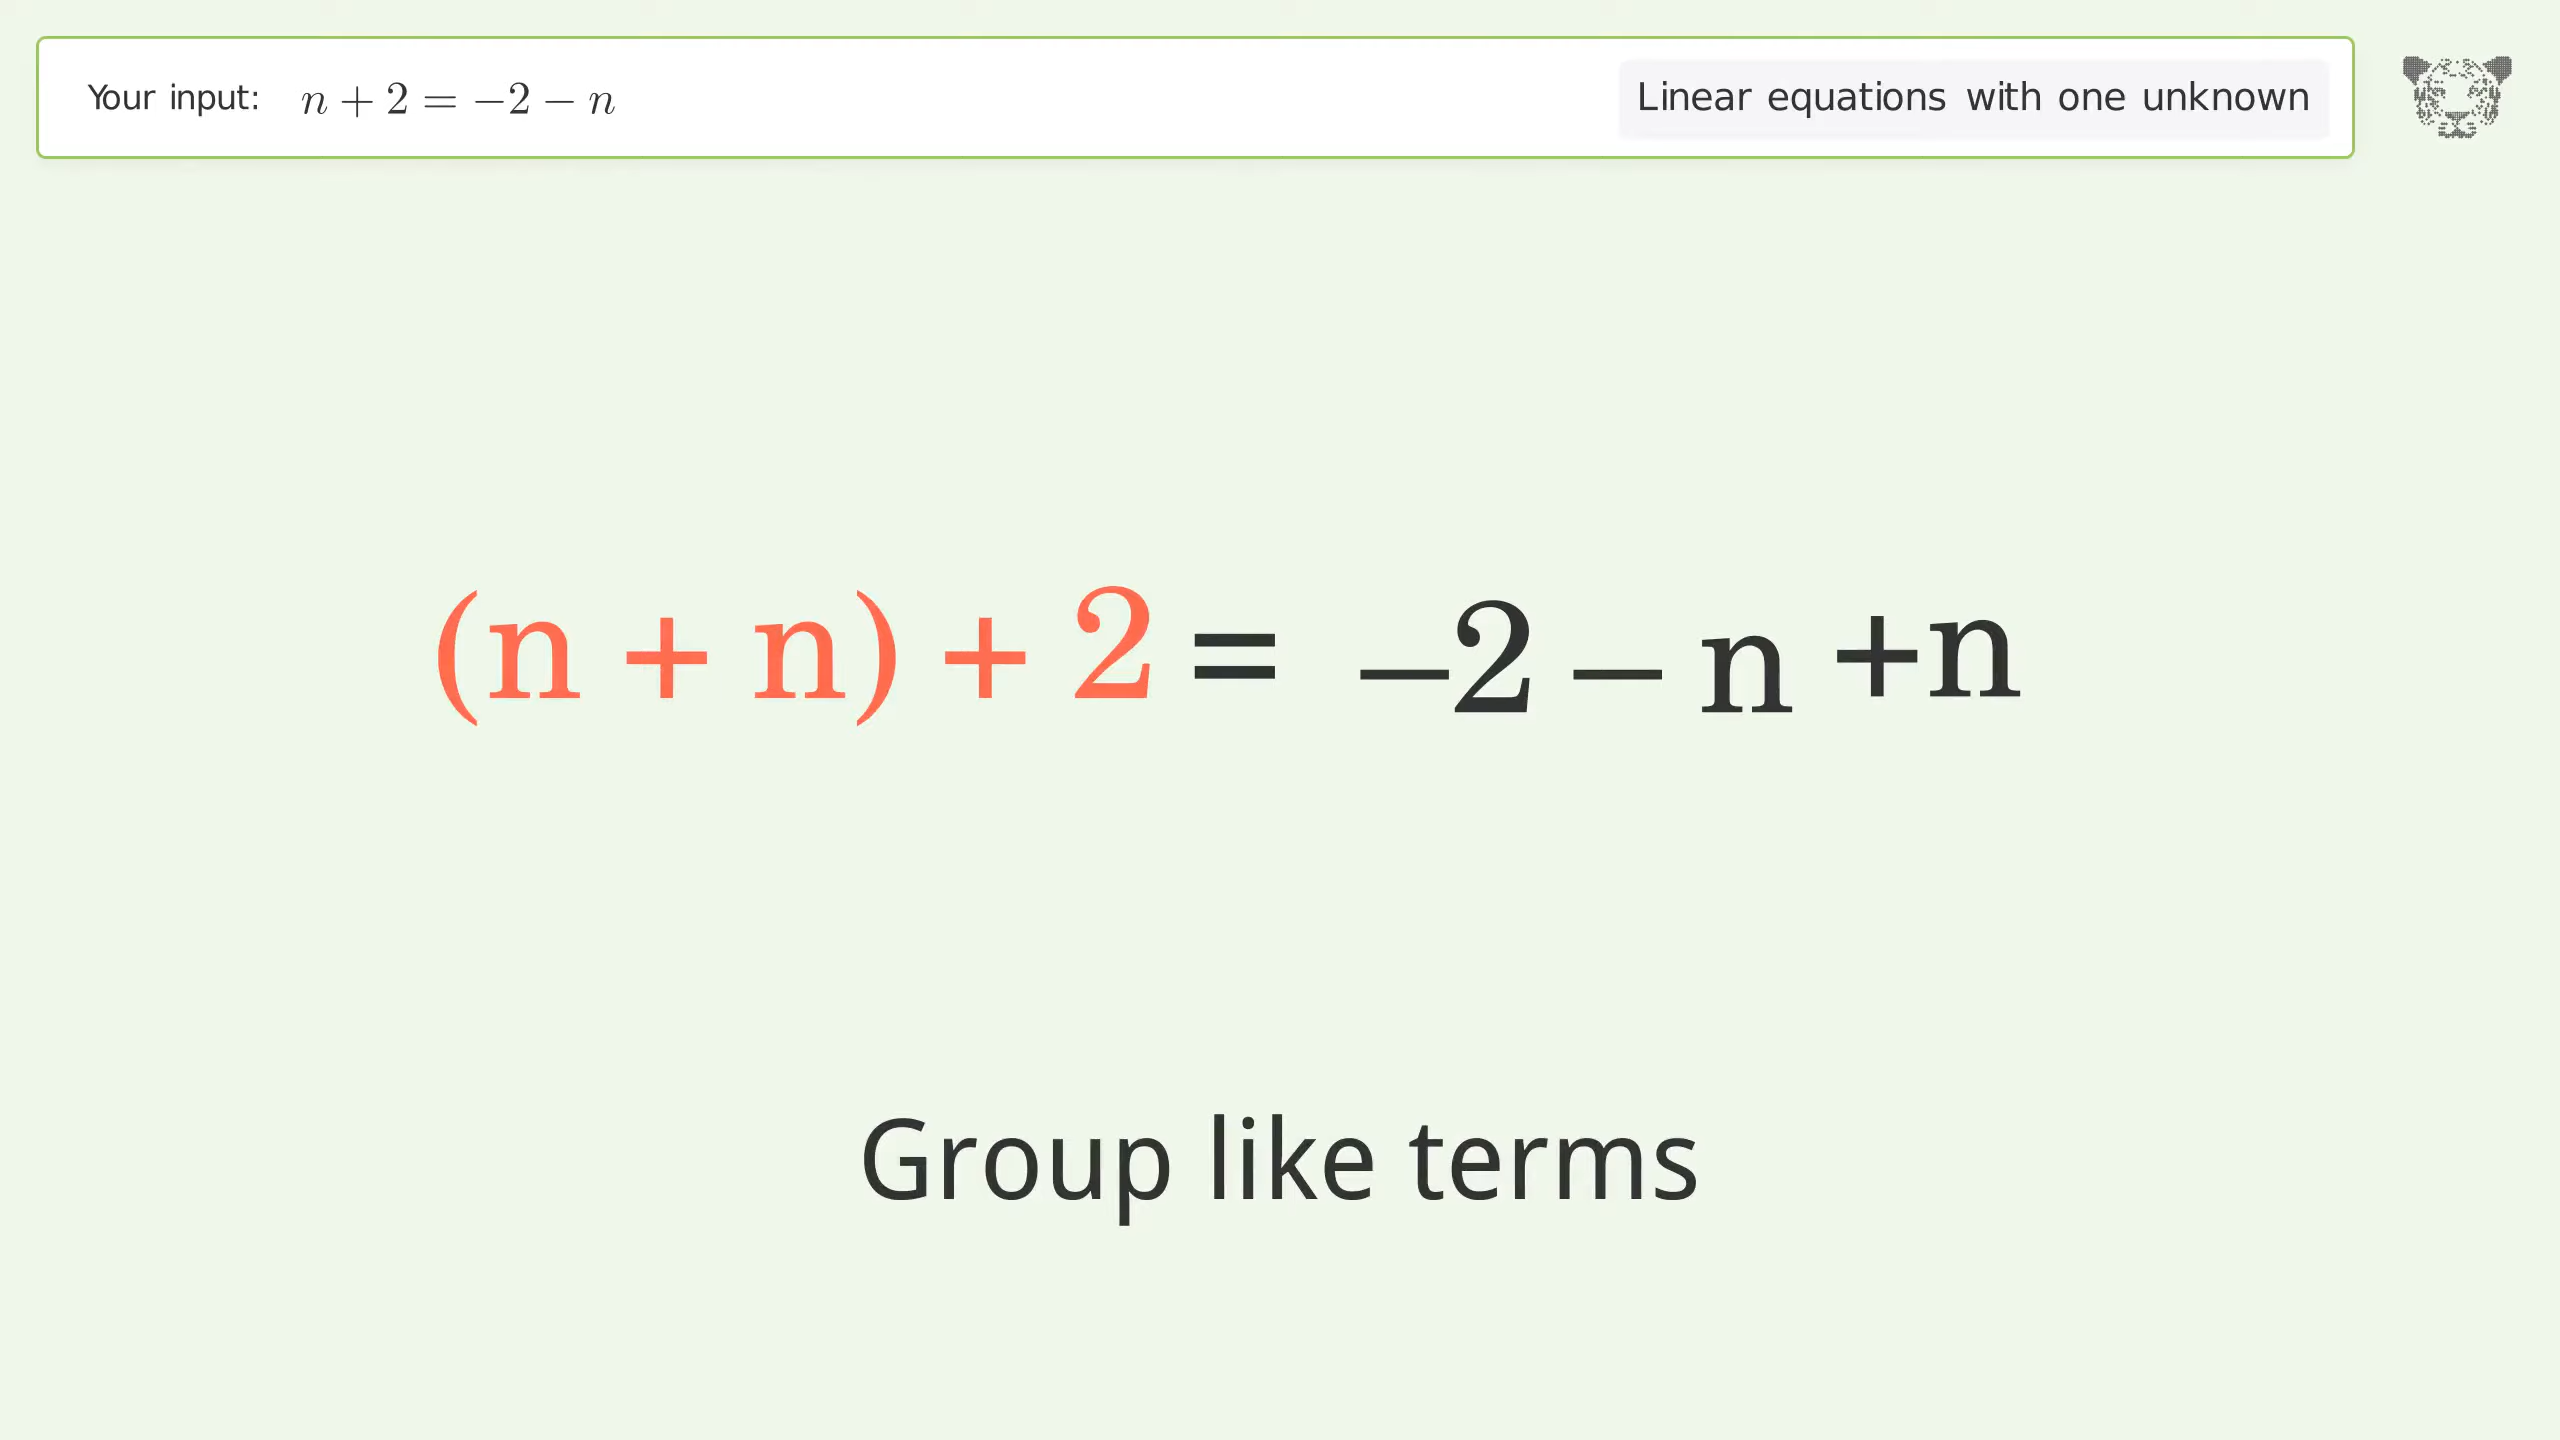 Your input: n + 2 = −2 − n
Linear equations with one unknown
(n + n) + 2 = −2 − n +n
Group like terms